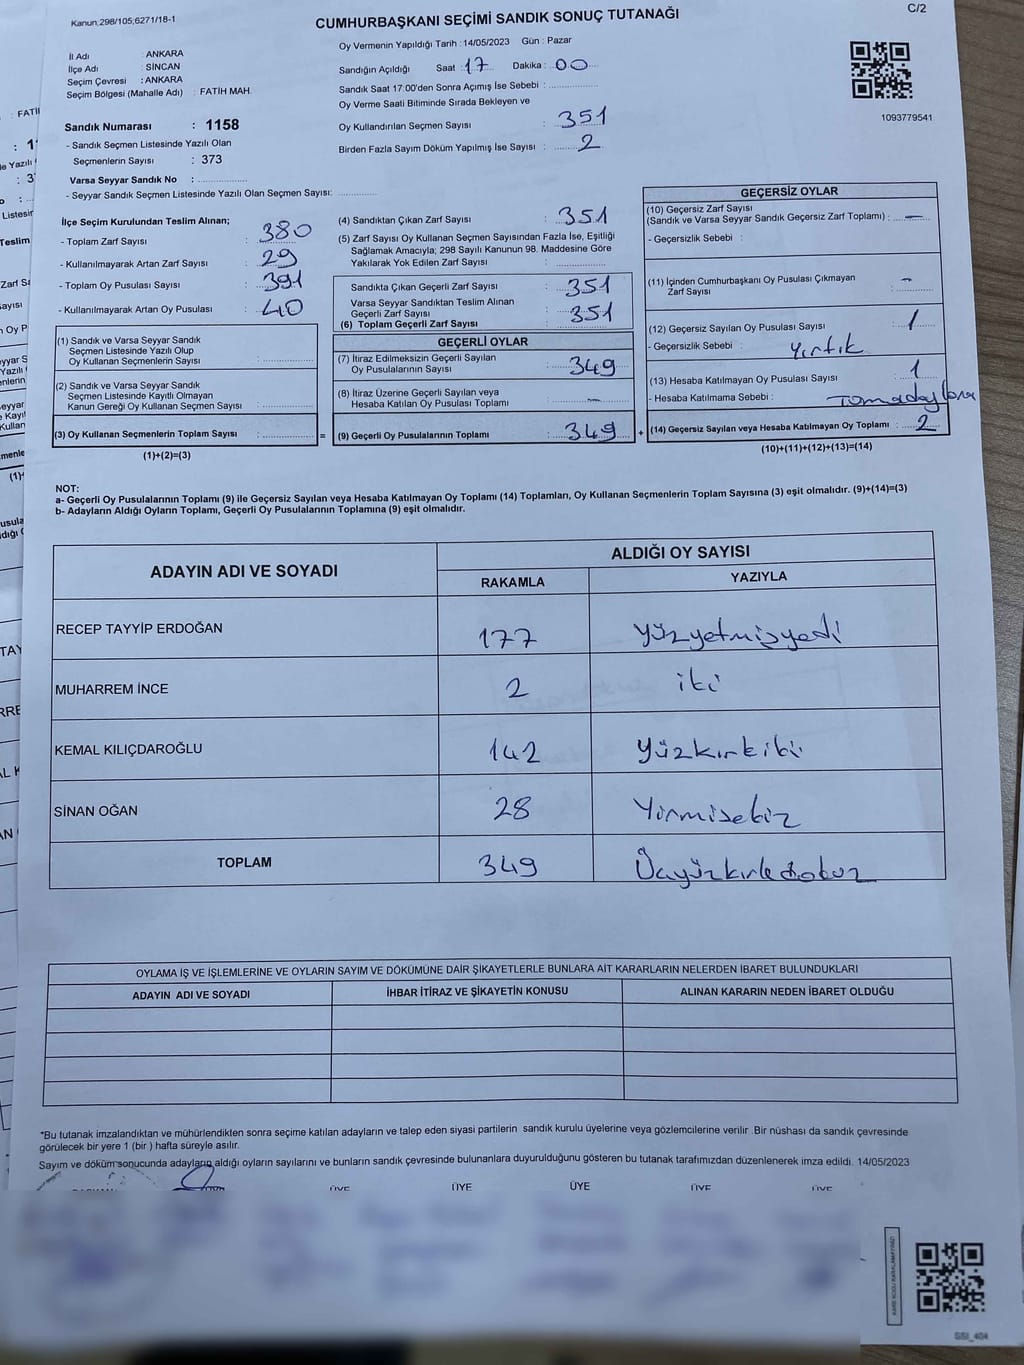 Kanun,298/105,6271/18-1
CUMHURBAŞKANI SEÇİMİ SANDIK SONUÇ TUTANAĞI
C/2
İl Adı : ANKARA
İlçe Adı : SİNCAN
Seçim Çevresi : ANKARA
Seçim Bölgesi (Mahalle Adı) : FATİH MAH.
Sandık Numarası : 1158
- Sandık Seçmen Listesinde Yazılı Olan
Seçmenlerin Sayısı : 373
Varsa Seyyar Sandık No :
- Seyyar Sandık Seçmen Listesinde Yazılı Olan Seçmen Sayısı:
Oy Vermenin Yapıldığı Tarih : 14/05/2023 Gün : Pazar
Sandığın Açıldığı Saat : 17 Dakika : 00
Sandık Saat 17:00'den Sonra Açımış İse Sebebi :
Oy Verme Saati Bitiminde Sırada Bekleyen ve
Oy Kullandırılan Seçmen Sayısı : 351
Birden Fazla Sayım Döküm Yapılmış İse Sayısı : 2
1093779541
İlçe Seçim Kurulundan Teslim Alınan;
- Toplam Zarf Sayısı : 380
- Kullanılmayarak Artan Zarf Sayısı : 29
- Toplam Oy Pusulası Sayısı : 391
- Kullanılmayarak Artan Oy Pusulası : 40
(1) Sandık ve Varsa Seyyar Sandık
Seçmen Listesinde Yazılı Olup
Oy Kullanan Seçmenlerin Sayısı :
(2) Sandık ve Varsa Seyyar Sandık
Seçmen Listesinde Kayıtlı Olmayan
Kanun Gereği Oy Kullanan Seçmen Sayısı :
(3) Oy Kullanan Seçmenlerin Toplam Sayısı : =
(1)+(2)=(3)
(4) Sandıktan Çıkan Zarf Sayısı : 351
(5) Zarf Sayısı Oy Kullanan Seçmen Sayısından Fazla İse, Eşitliği
Sağlamak Amacıyla; 298 Sayılı Kanunun 98. Maddesine Göre
Yakılarak Yok Edilen Zarf Sayısı :
Sandıkta Çıkan Geçerli Zarf Sayısı : 351
Varsa Seyyar Sandıktan Teslim Alınan
Geçerli Zarf Sayısı :
(6) Toplam Geçerli Zarf Sayısı : 351
GEÇERLİ OYLAR
(7) İtiraz Edilmeksizin Geçerli Sayılan
Oy Pusulalarının Sayısı : 349
(8) İtiraz Üzerine Geçerli Sayılan veya
Hesaba Katılan Oy Pusulası Toplamı : -
(9) Geçerli Oy Pusulalarının Toplamı : 349 +
GEÇERSİZ OYLAR
(10) Geçersiz Zarf Sayısı
(Sandık ve Varsa Seyyar Sandık Geçersiz Zarf Toplamı) : -
- Geçersizlik Sebebi :
(11) İçinden Cumhurbaşkanı Oy Pusulası Çıkmayan
Zarf Sayısı : -
(12) Geçersiz Sayılan Oy Pusulası Sayısı : 1
- Geçersizlik Sebebi : Yırtık
(13) Hesaba Katılmayan Oy Pusulası Sayısı : 1
- Hesaba Katılmama Sebebi :
(14) Geçersiz Sayılan veya Hesaba Katılmayan Oy Toplamı : 2
(10)+(11)+(12)+(13)=(14)
NOT:
a- Geçerli Oy Pusulalarının Toplamı (9) ile Geçersiz Sayılan veya Hesaba Katılmayan Oy Toplamı (14) Toplamları, Oy Kullanan Seçmenlerin Toplam Sayısına (3) eşit olmalıdır. (9)+(14)=(3)
b- Adayların Aldığı Oyların Toplamı, Geçerli Oy Pusulalarının Toplamına (9) eşit olmalıdır.
ADAYIN ADI VE SOYADI
ALDIĞI OY SAYISI
RAKAMLA YAZIYLA
RECEP TAYYİP ERDOĞAN 177 yüzyetmişyedi
MUHARREM İNCE 2 iki
KEMAL KILIÇDAROĞLU 142 yüzkırkiki
SİNAN OĞAN 28 Yirmisekiz
TOPLAM 349 Üçyüzkırkdokuz
OYLAMA İŞ VE İŞLEMLERİNE VE OYLARIN SAYIM VE DÖKÜMÜNE DAİR ŞİKAYETLERLE BUNLARA AİT KARARLARIN NELERDEN İBARET BULUNDUKLARI
ADAYIN ADI VE SOYADI İHBAR İTİRAZ VE ŞİKAYETİN KONUSU ALINAN KARARIN NEDEN İBARET OLDUĞU
*Bu tutanak imzalandıktan ve mühürlendikten sonra seçime katılan adayların ve talep eden siyasi partilerin sandık kurulu üyelerine veya gözlemcilerine verilir .Bir nüshası da sandık çevresinde
görülecek bir yere 1 (bir ) hafta süreyle asılır.
Sayım ve döküm sonucunda adayların aldığı oyların sayılarını ve bunların sandık çevresinde bulunanlara duyurulduğunu gösteren bu tutanak tarafımızdan düzenlenerek imza edildi. 14/05/2023
ÜYE ÜYE ÜYE ÜYE ÜYE
SSI_404